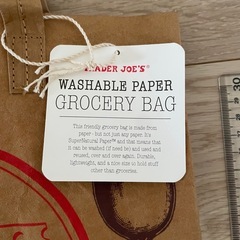 TRADER JOE'S®
WASHABLE PAPER
GROCERY BAG
This friendly grocery bag is made from
paper - but not just any paper. It's
SuperNatural Paper™ and that means that
it can be washed (if need be) and used and
reused, over and over again. Durable,
lightweight, and a nice size to hold stuff
other than groceries.